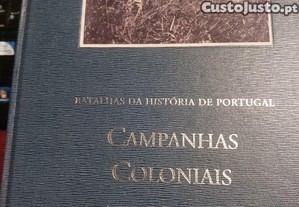 Custojusto.pt
BATALHAS DA HISTÓRIA DE PORTUGAL
CAMPANHAS
COLONIAIS